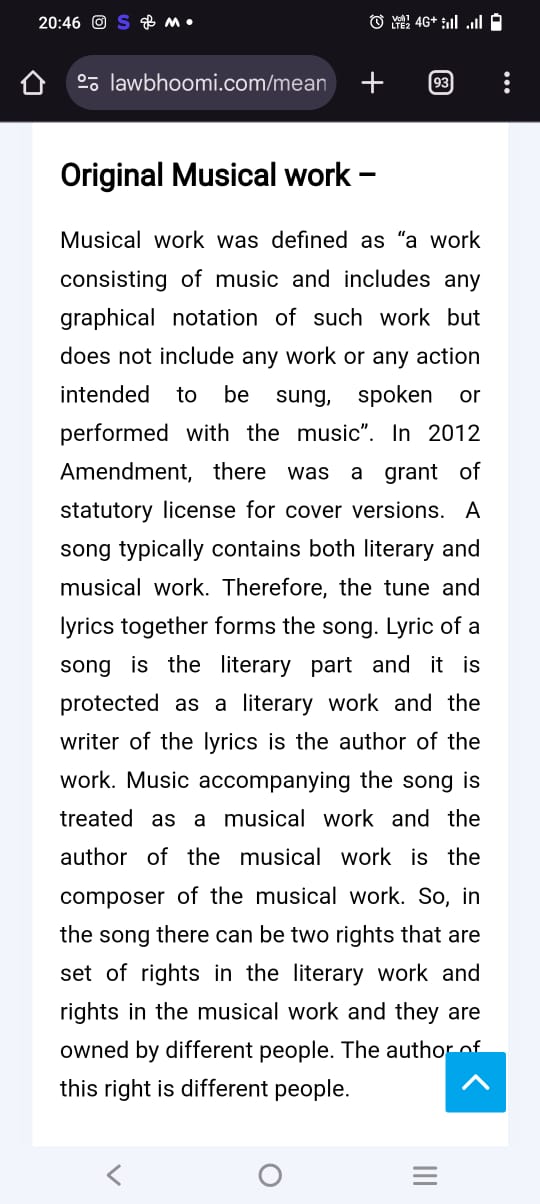 20:46 4G+
lawbhoomi.com/mean 93
Original Musical work –
Musical work was defined as “a work
consisting of music and includes any
graphical notation of such work but
does not include any work or any action
intended to be sung, spoken or
performed with the music”. In 2012
Amendment, there was a grant of
statutory license for cover versions. A
song typically contains both literary and
musical work. Therefore, the tune and
lyrics together forms the song. Lyric of a
song is the literary part and it is
protected as a literary work and the
writer of the lyrics is the author of the
work. Music accompanying the song is
treated as a musical work and the
author of the musical work is the
composer of the musical work. So, in
the song there can be two rights that are
set of rights in the literary work and
rights in the musical work and they are
owned by different people. The author of
this right is different people.